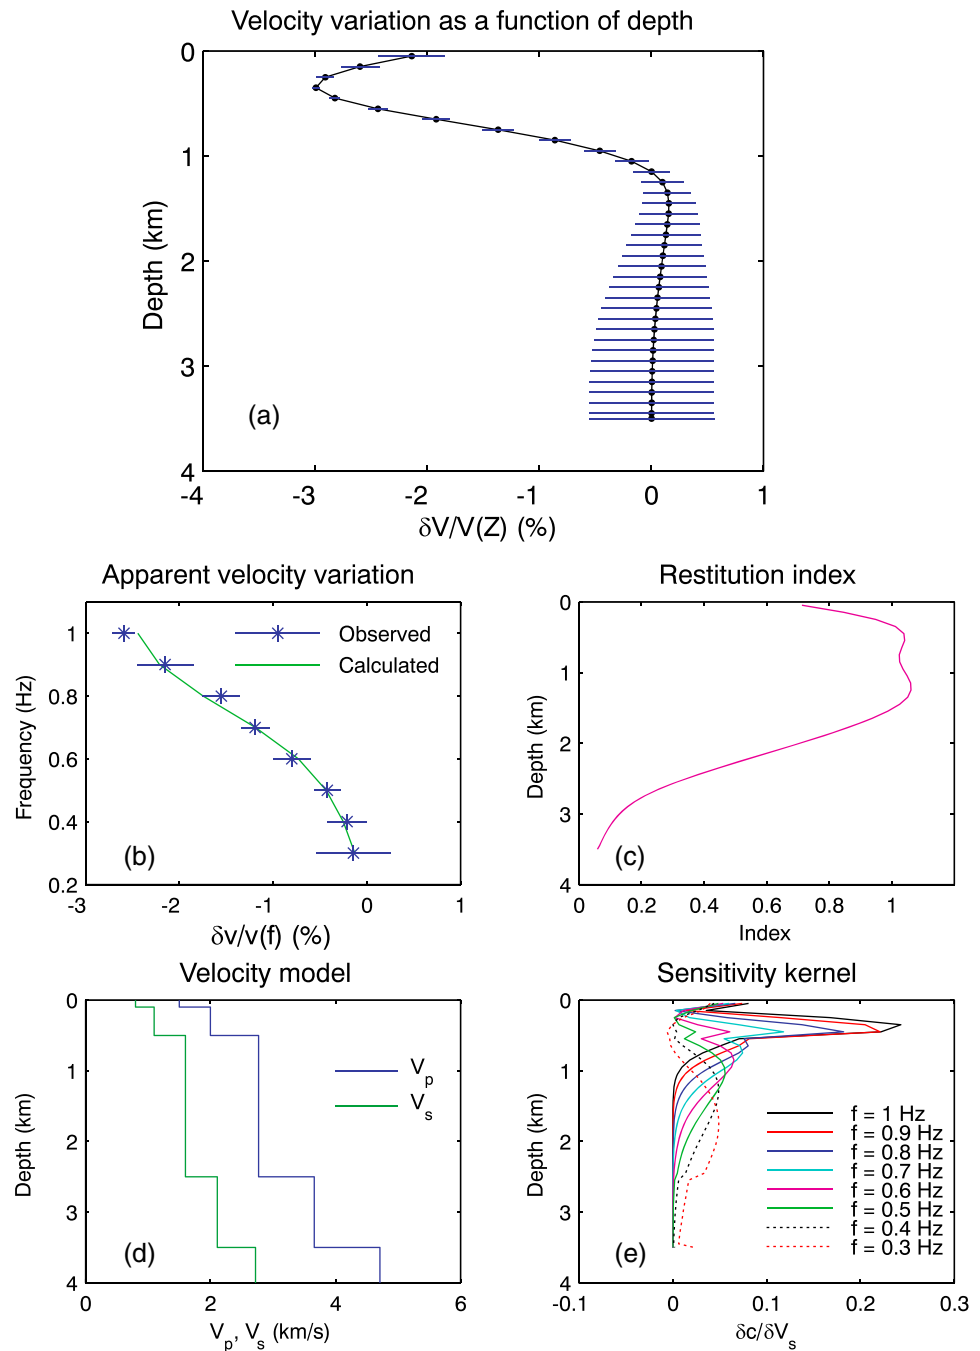 Velocity variation as a function of depth
0
1
2
3
4
Depth (km)
(a)
-4
-3
-2
-1
0
1
δV/V(Z) (%)
Apparent velocity variation
1
0.8
0.6
0.4
0.2
Frequency (Hz)
Observed
Calculated
(b)
-3
-2
-1
0
1
δv/v(f) (%)
Restitution index
0
1
2
3
4
Depth (km)
(c)
0
0.2
0.4
0.6
0.8
1
Index
Velocity model
0
1
2
3
4
Depth (km)
Vp
Vs
(d)
0
2
4
6
Vp, Vs (km/s)
Sensitivity kernel
0
1
2
3
4
Depth (km)
f = 1 Hz
f = 0.9 Hz
f = 0.8 Hz
f = 0.7 Hz
f = 0.6 Hz
f = 0.5 Hz
f = 0.4 Hz
f = 0.3 Hz
(e)
-0.1
0
0.1
0.2
0.3
δc/δVs